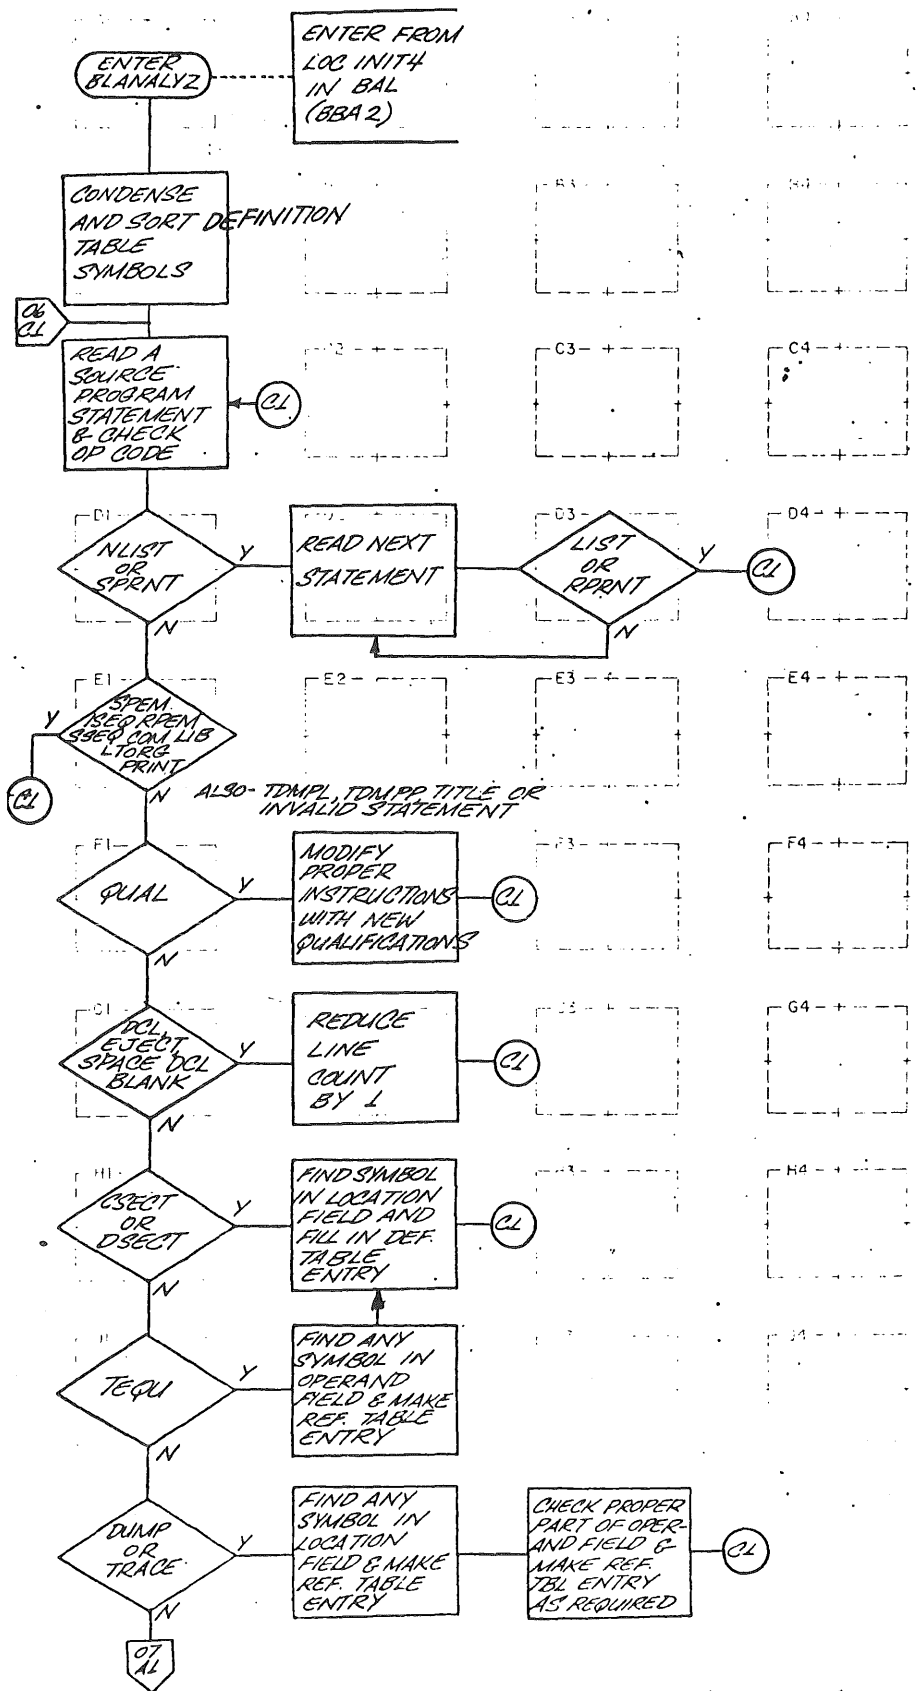 ENTER
BLANALYZ
ENTER FROM
LOC INIT4
IN BAL
(BBA2)
CONDENSE
AND SORT DEFINITION
TABLE
SYMBOLS
B3
B4
06
C1
READ A
SOURCE
PROGRAM
STATEMENT
& CHECK
OP CODE
C1
C3
C4
D1
NLIST
OR
SPRNT
Y
N
READ NEXT
STATEMENT
D3
LIST
OR
RPRNT
Y
N
C1
D4
E1
SPEM
ISEQ RPEM
SSEQ COM LIB
LTORG
PRINT
Y
N
C1
E2
E3
E4
ALSO- TDMPL, TDMPP, TITLE OR
INVALID STATEMENT
F1
QUAL
Y
N
MODIFY
PROPER
INSTRUCTIONS
WITH NEW
QUALIFICATIONS
C1
F3
F4
G1
DCL,
EJECT,
SPACE DCL
BLANK
Y
N
REDUCE
LINE
COUNT
BY 1
C1
G4
H1
CSECT
OR
DSECT
Y
N
FIND SYMBOL
IN LOCATION
FIELD AND
FILL IN DEF.
TABLE
ENTRY
C1
H4
TEQU
Y
N
FIND ANY
SYMBOL IN
OPERAND
FIELD & MAKE
REF. TABLE
ENTRY
DUMP
OR
TRACE
Y
N
FIND ANY
SYMBOL IN
LOCATION
FIELD & MAKE
REF. TABLE
ENTRY
CHECK PROPER
PART OF OPER-
AND FIELD &
MAKE REF.
TBL ENTRY
AS REQUIRED
C1
07
A1